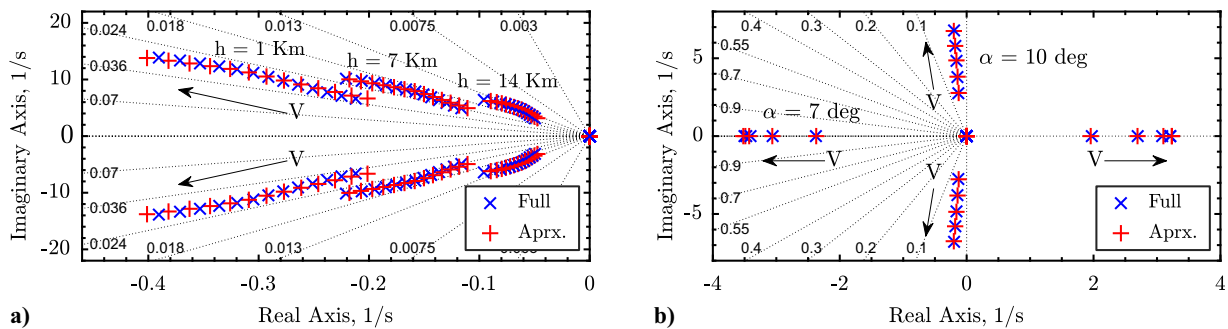 20
10
0
-10
-20
-0.4
-0.3
-0.2
-0.1
0
Imaginary Axis, 1/s
Real Axis, 1/s
0.018
0.013
0.0075
0.003
0.024
0.036
0.07
0.07
0.036
0.024
0.018
0.013
0.0075
h = 1 Km
h = 7 Km
h = 14 Km
V
V
Full
Aprx.
a)
5
0
-5
-4
-2
0
2
4
Imaginary Axis, 1/s
Real Axis, 1/s
0.4
0.3
0.2
0.1
0.55
0.7
0.9
0.9
0.7
0.55
0.4
0.3
0.2
0.1
α = 10 deg
α = 7 deg
V
V
V
V
Full
Aprx.
b)